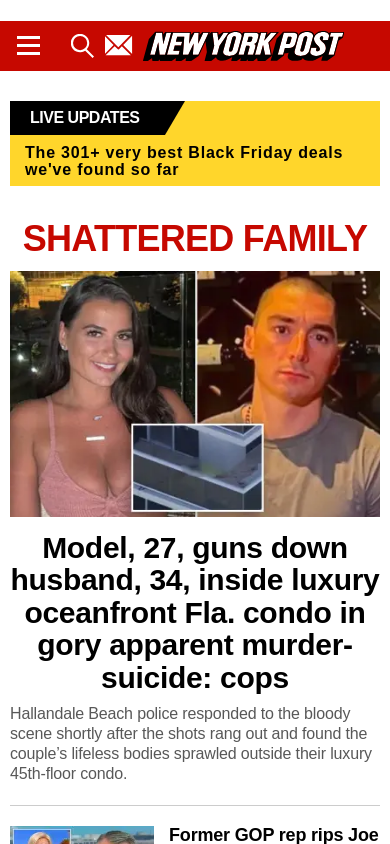 NEW YORK POST
LIVE UPDATES
The 301+ very best Black Friday deals
we've found so far
SHATTERED FAMILY
Model, 27, guns down
husband, 34, inside luxury
oceanfront Fla. condo in
gory apparent murder-
suicide: cops
Hallandale Beach police responded to the bloody
scene shortly after the shots rang out and found the
couple’s lifeless bodies sprawled outside their luxury
45th-floor condo.
Former GOP rep rips Joe